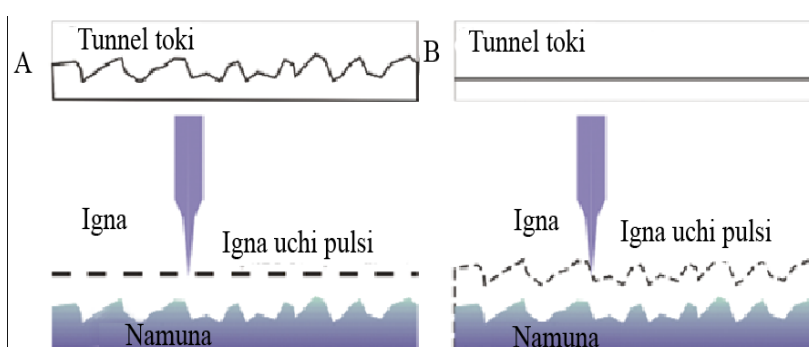 A
Tunnel toki
Igna
Igna uchi pulsi
Namuna
B
Tunnel toki
Igna
Igna uchi pulsi
Namuna